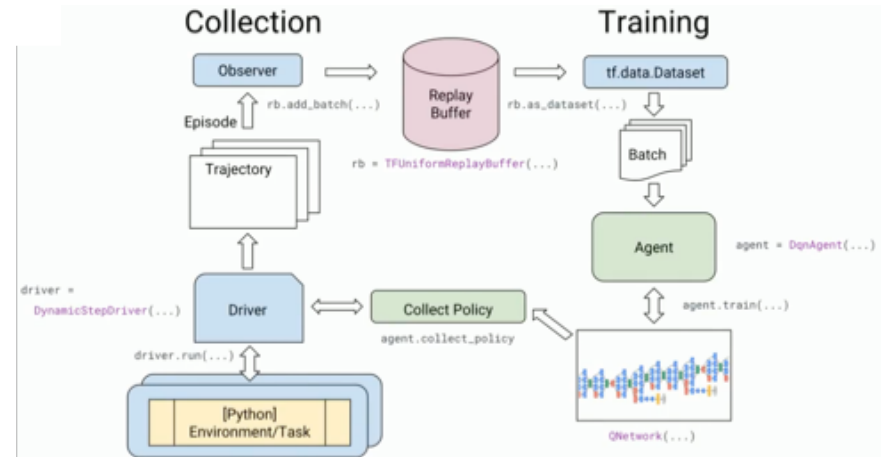 Collection
Training
Observer
rb.add_batch(...)
Episode
Trajectory
Replay
Buffer
rb = TFUniformReplayBuffer(...)
rb.as_dataset(...)
tf.data.Dataset
Batch
Agent
agent = DqnAgent(...)
agent.train(...)
driver =
DynamicStepDriver(...)
Driver
driver.run(...)
Collect Policy
agent.collect_policy
[Python]
Environment/Task
QNetwork(...)